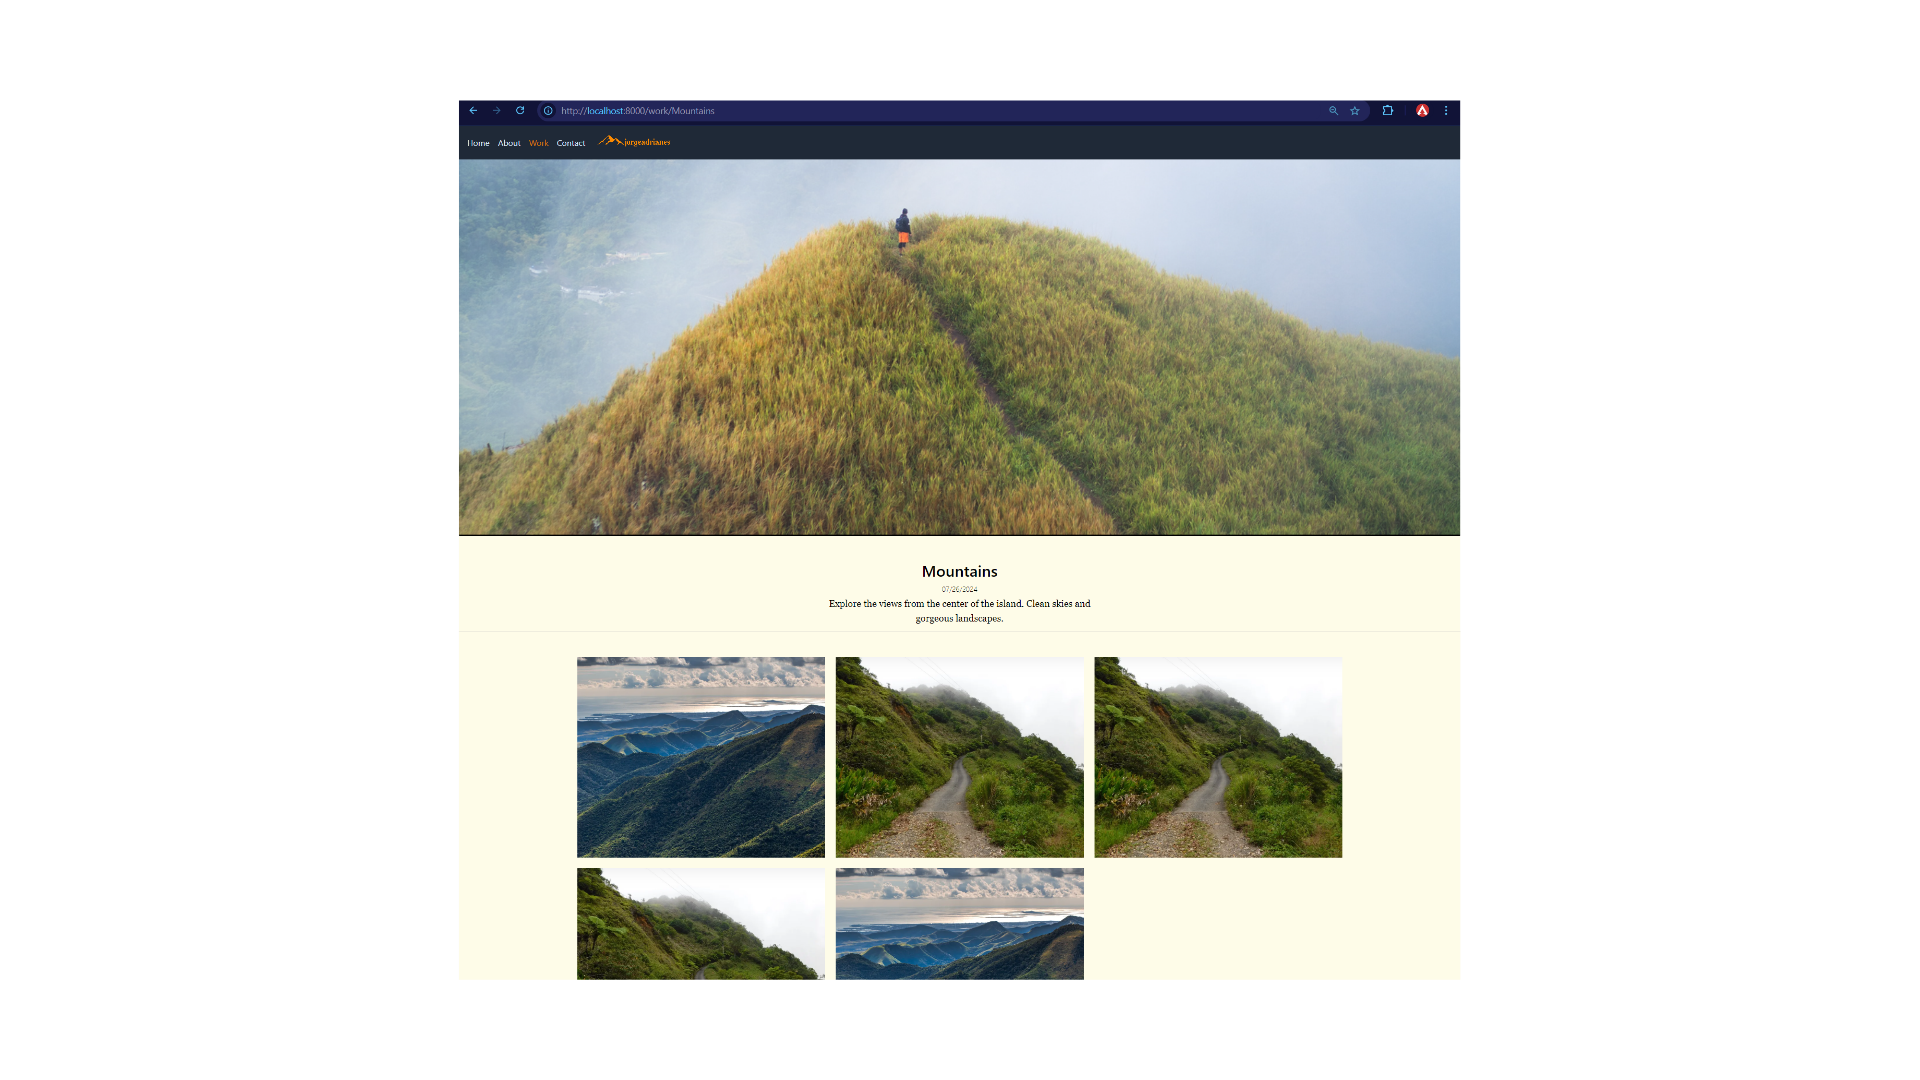 http://localhost:8000/work/Mountains
Home About Work Contact jorgeadrianes
Mountains
07/26/2024
Explore the views from the center of the island. Clean skies and
gorgeous landscapes.